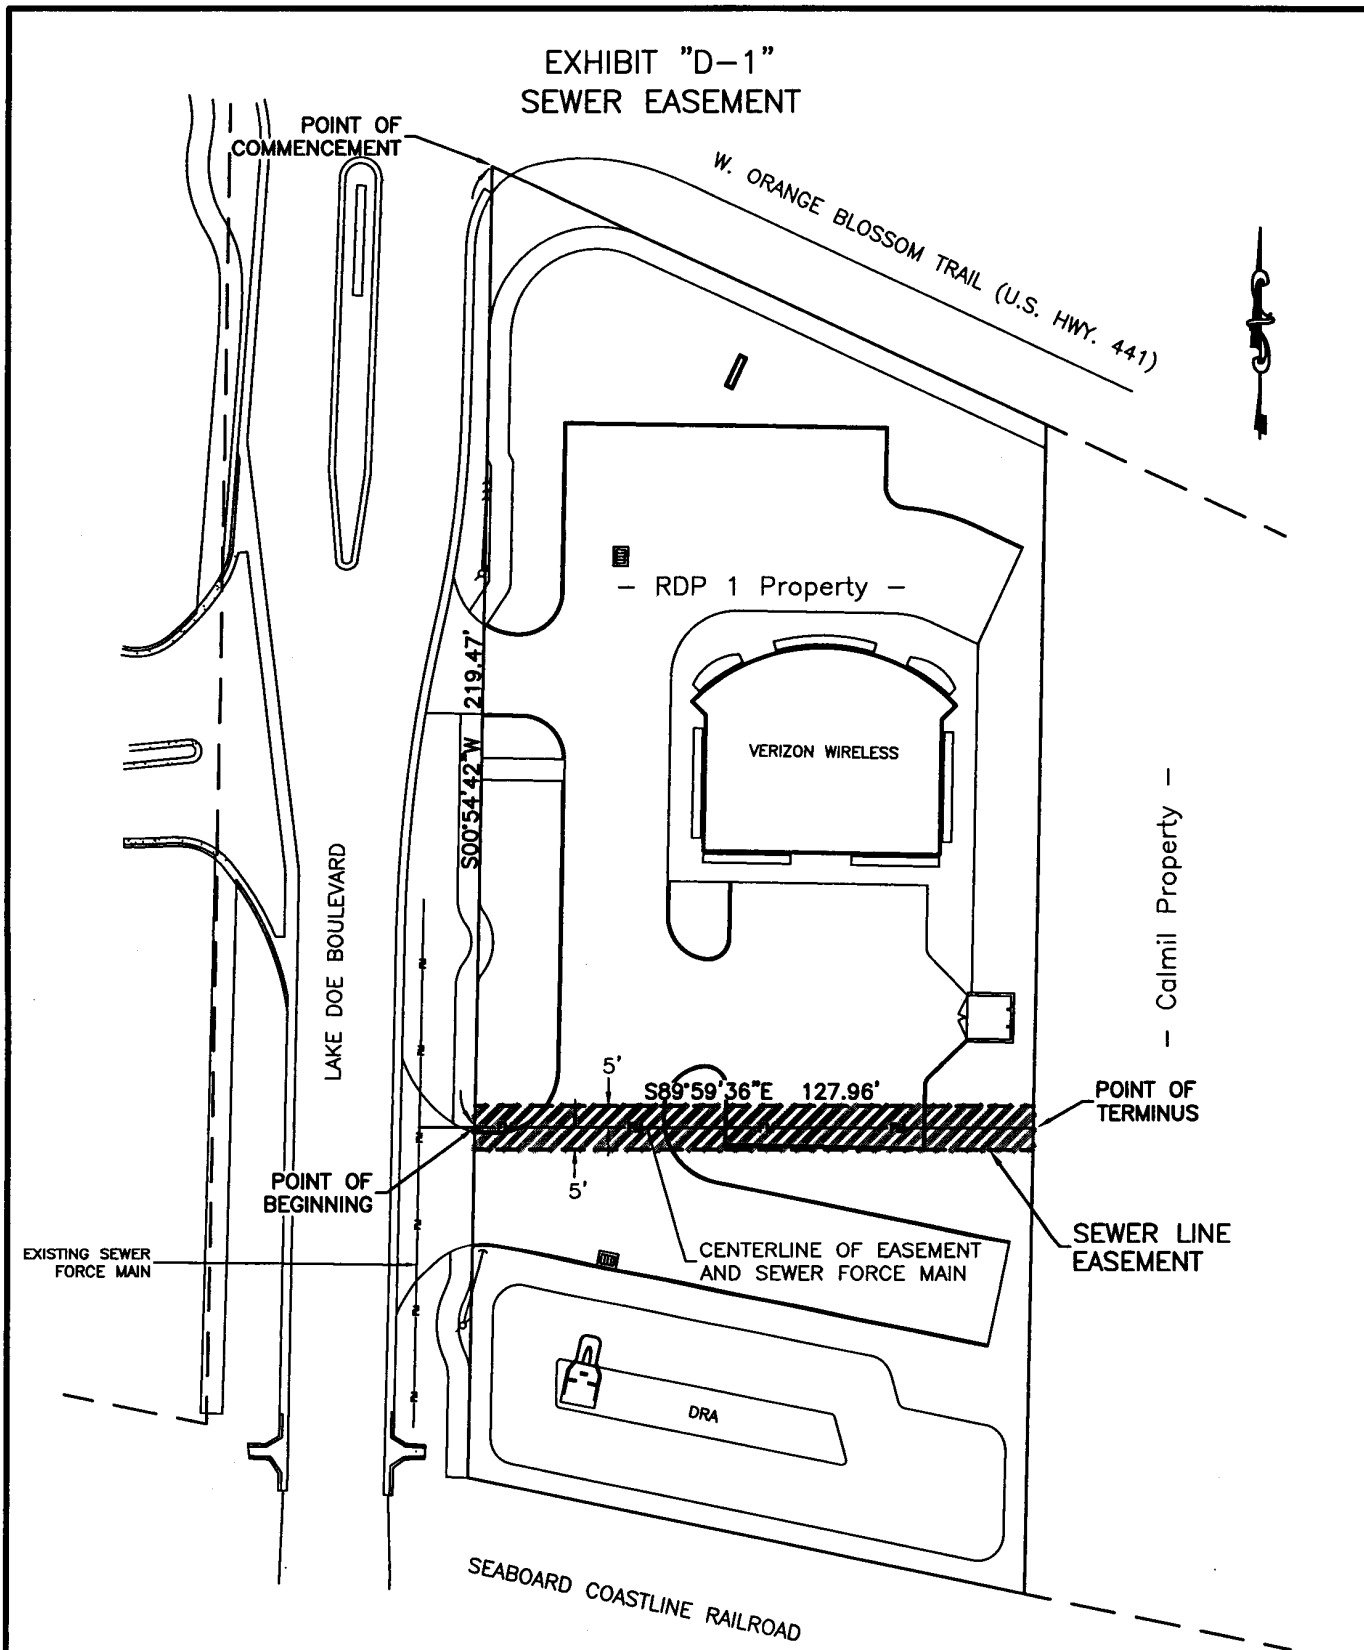 EXHIBIT "D-1"
SEWER EASEMENT
POINT OF
COMMENCEMENT
W. ORANGE BLOSSOM TRAIL (U.S. HWY. 441)
- RDP 1 Property -
S00°54'42"W 219.47'
VERIZON WIRELESS
- Calmil Property -
LAKE DOE BOULEVARD
5'
S89°59'36"E 127.96'
POINT OF
TERMINUS
POINT OF
BEGINNING
5'
EXISTING SEWER
FORCE MAIN
CENTERLINE OF EASEMENT
AND SEWER FORCE MAIN
SEWER LINE
EASEMENT
DRA
SEABOARD COASTLINE RAILROAD